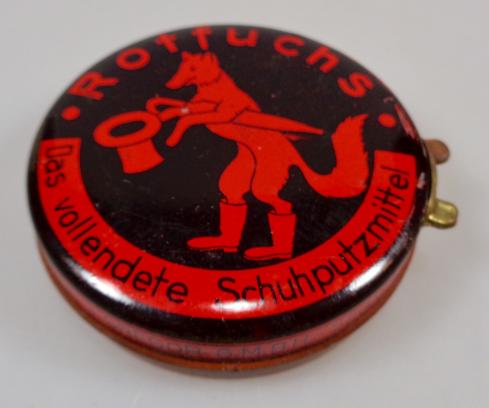 • Rotfuchs •
Das vollendete Schuhputzmittel